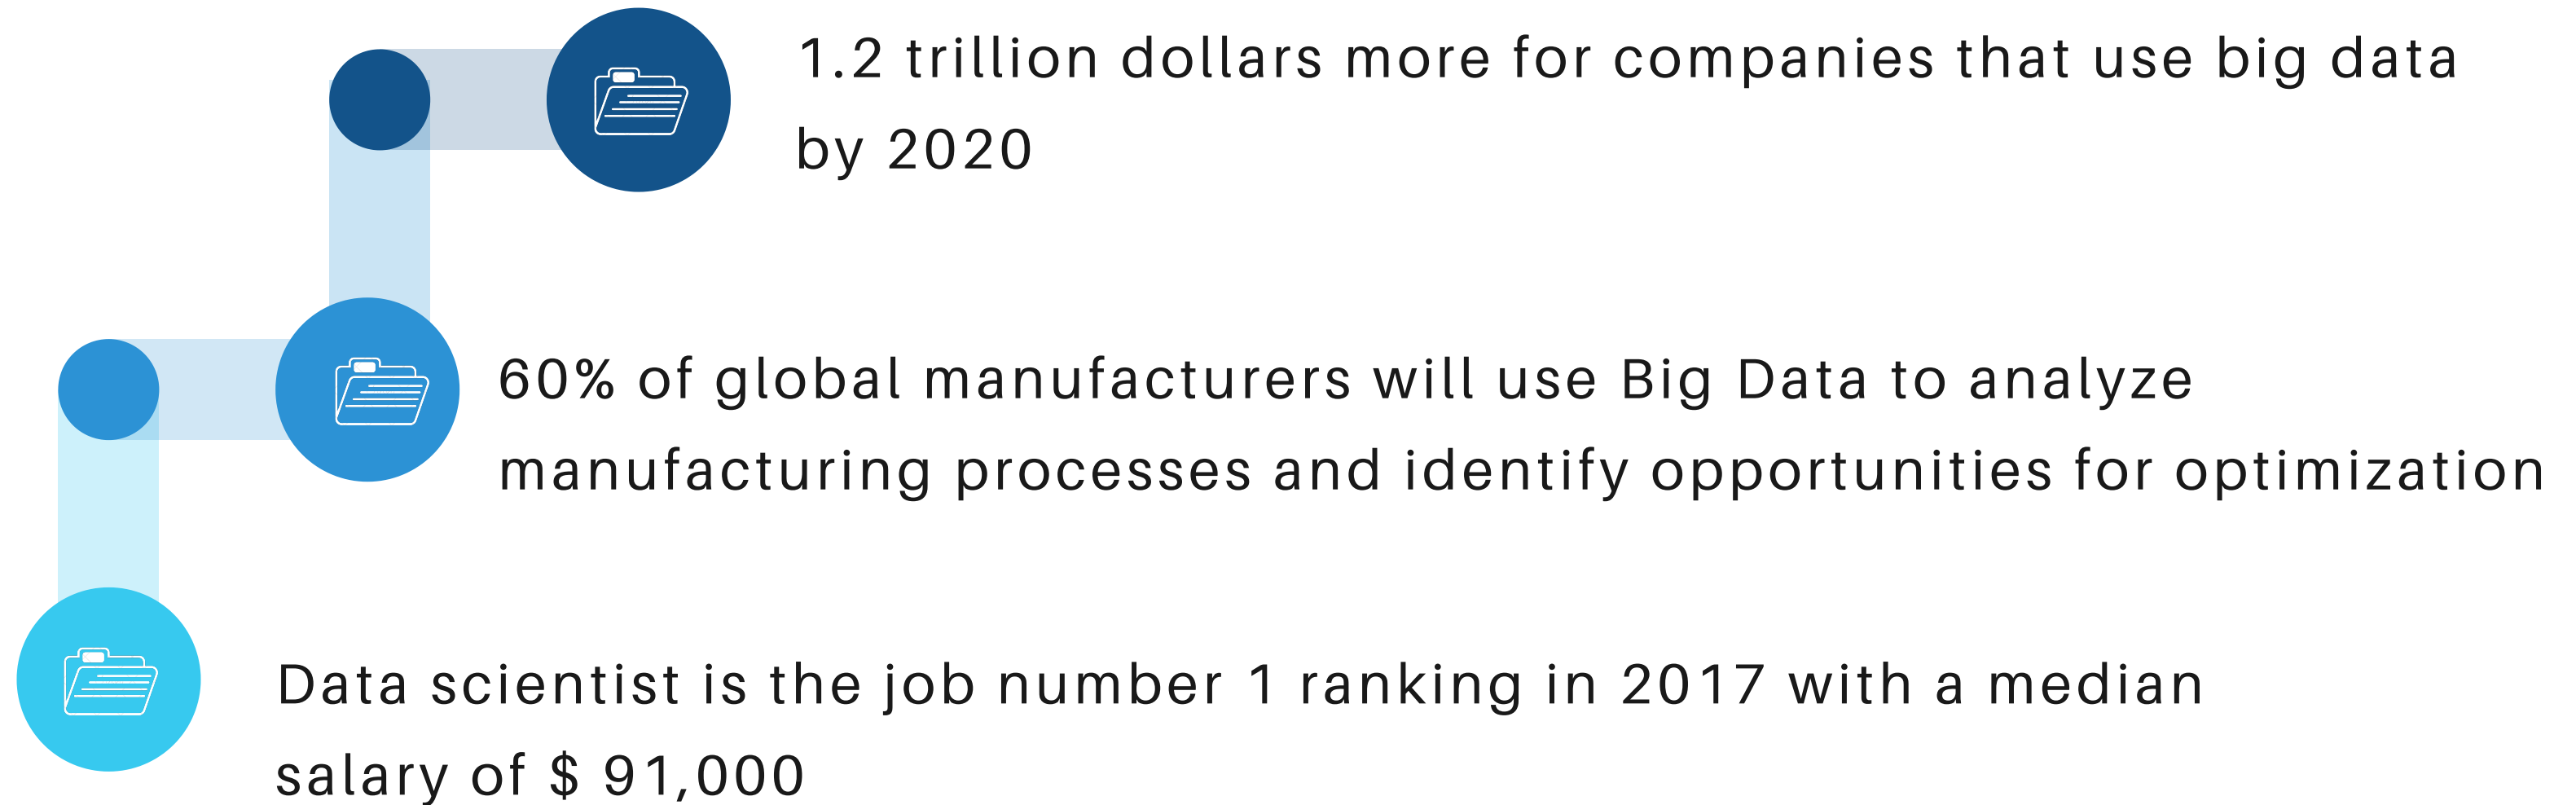 1.2 trillion dollars more for companies that use big data
by 2020
60% of global manufacturers will use Big Data to analyze
manufacturing processes and identify opportunities for optimization
Data scientist is the job number 1 ranking in 2017 with a median
salary of $ 91,000